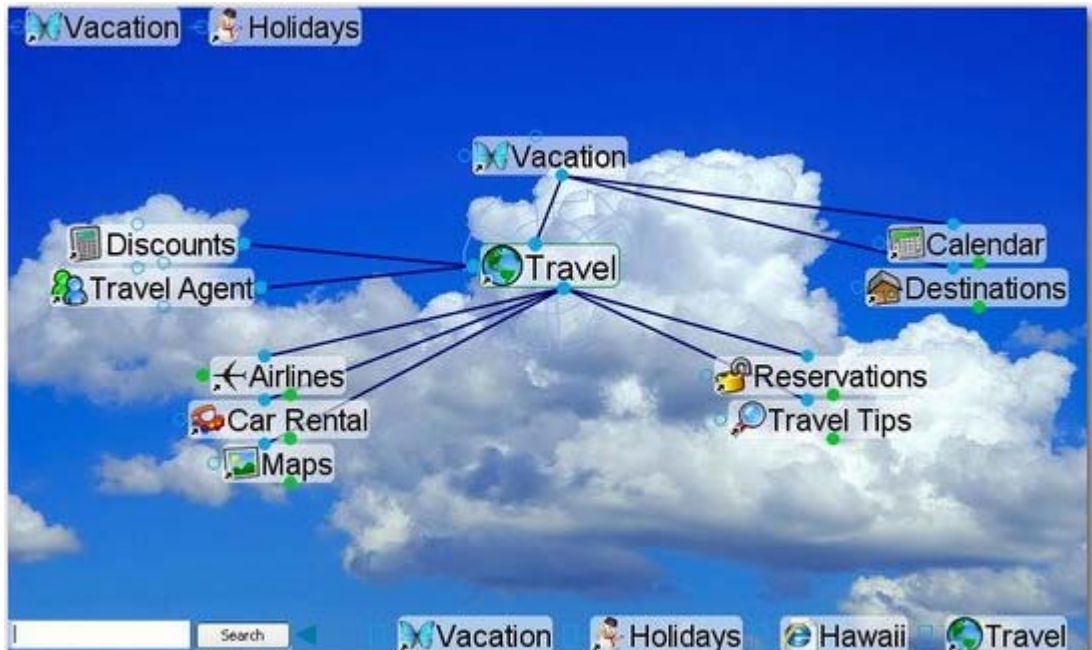 Vacation Holidays
Vacation
Discounts
Travel
Calendar
Travel Agent
Destinations
Airlines
Reservations
Car Rental
Travel Tips
Maps
Search Vacation Holidays Hawaii Travel